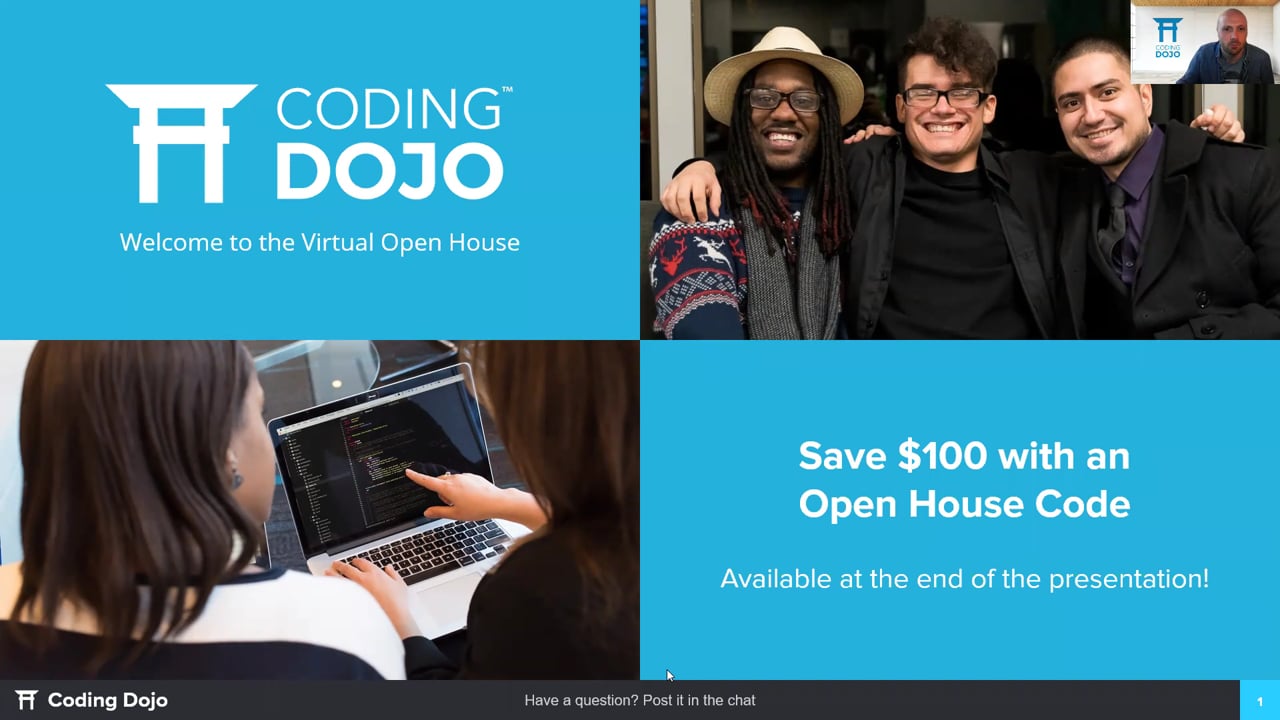 CODING™
DOJO
Welcome to the Virtual Open House
CODING
DOJO
Save $100 with an
Open House Code
Available at the end of the presentation!
Coding Dojo
Have a question? Post it in the chat
1